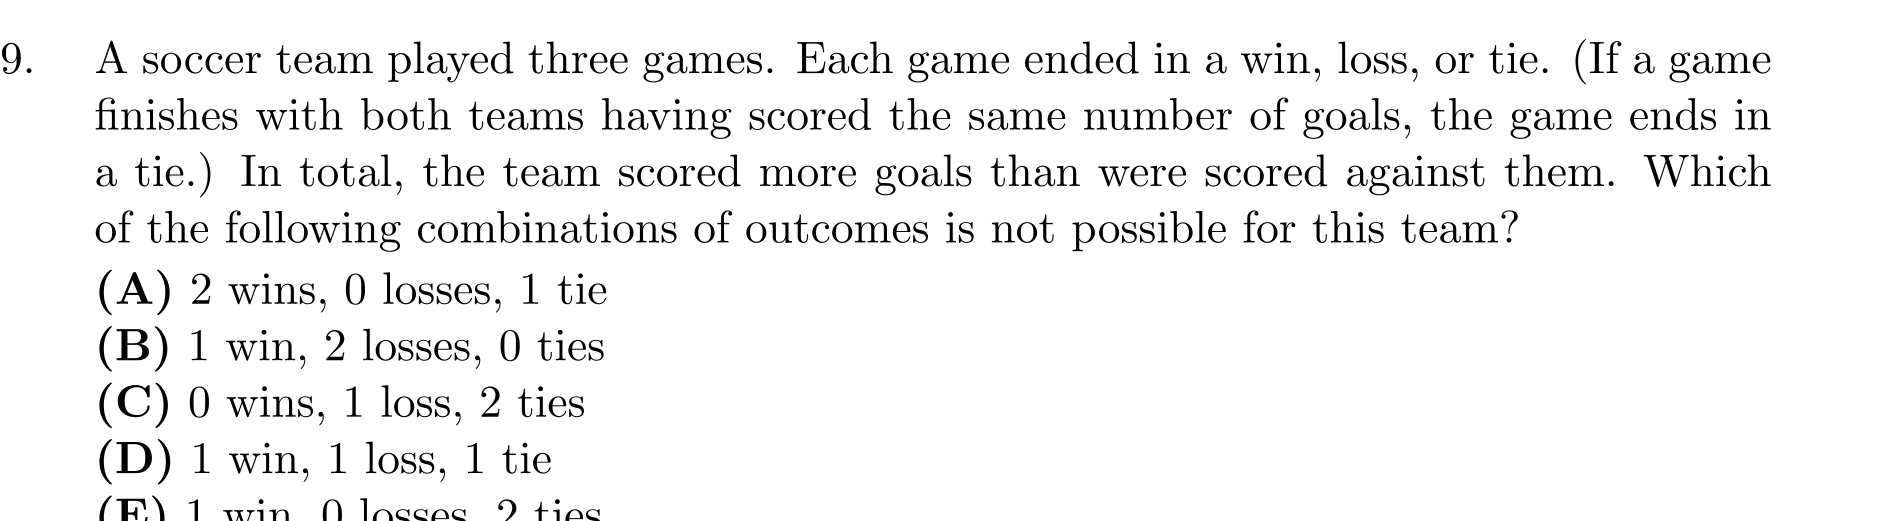 9. A soccer team played three games. Each game ended in a win, loss, or tie. (If a game
finishes with both teams having scored the same number of goals, the game ends in
a tie.) In total, the team scored more goals than were scored against them. Which
of the following combinations of outcomes is not possible for this team?
(A) 2 wins, 0 losses, 1 tie
(B) 1 win, 2 losses, 0 ties
(C) 0 wins, 1 loss, 2 ties
(D) 1 win, 1 loss, 1 tie
(E) 1 win, 0 losses, 2 ties